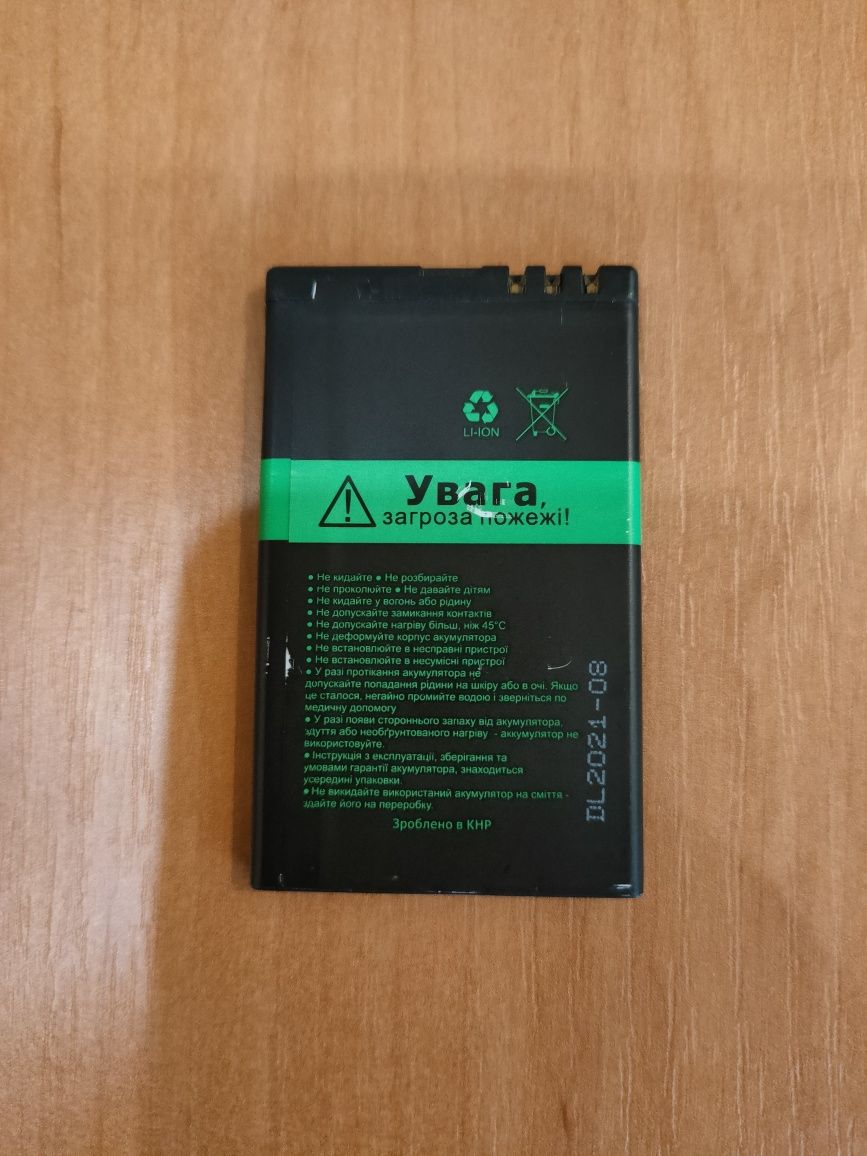 LI-ION
Увага,
загроза пожежі!
• Не кидайте • Не розбирайте
• Не проколюйте • Не давайте дітям
• Не кидайте у вогонь або рідину
• Не допускайте замикання контактів
• Не допускайте нагріву більш, ніж 45°С
• Не деформуйте корпус акумулятора
• Не встановлюйте в несправні пристрої
• Не встановлюйте в несумісні пристрої
• У разі протікання акумулятора не
допускайте попадання рідини на шкіру або в очі. Якщо
це сталося, негайно промийте водою і зверніться по
медичну допомогу
• У разі появи стороннього запаху від акумулятора,
здуття або необґрунтованого нагріву - аккумулятор не
використовуйте.
• Інструкція з експлуатації, зберігання та
умовами гарантії акумулятора, знаходиться
усередині упаковки.
• Не викидайте використаний акумулятор на сміття -
здайте його на переробку.
Зроблено в КНР
DL2021-08